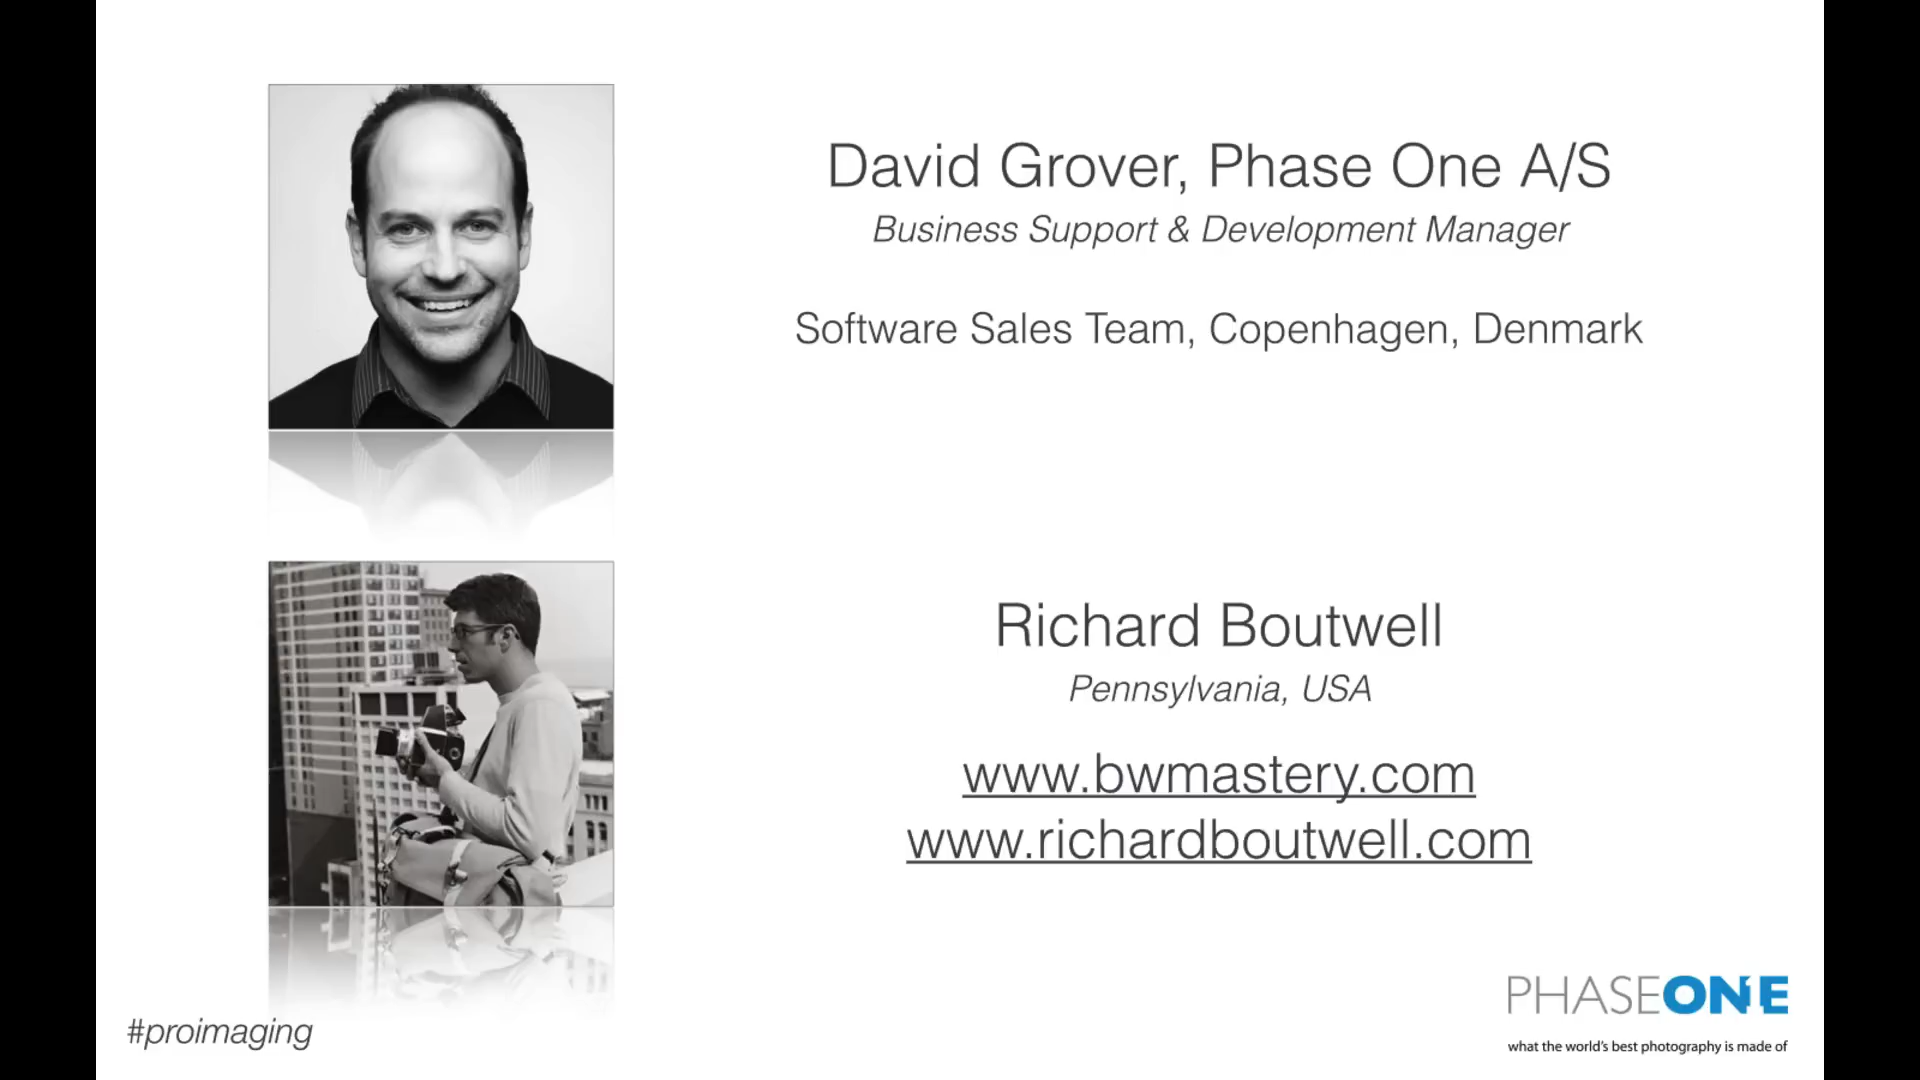 David Grover, Phase One A/S
Business Support & Development Manager
Software Sales Team, Copenhagen, Denmark
Richard Boutwell
Pennsylvania, USA
www.bwmastery.com
www.richardboutwell.com
#proimaging
PHASEONE
what the world's best photography is made of